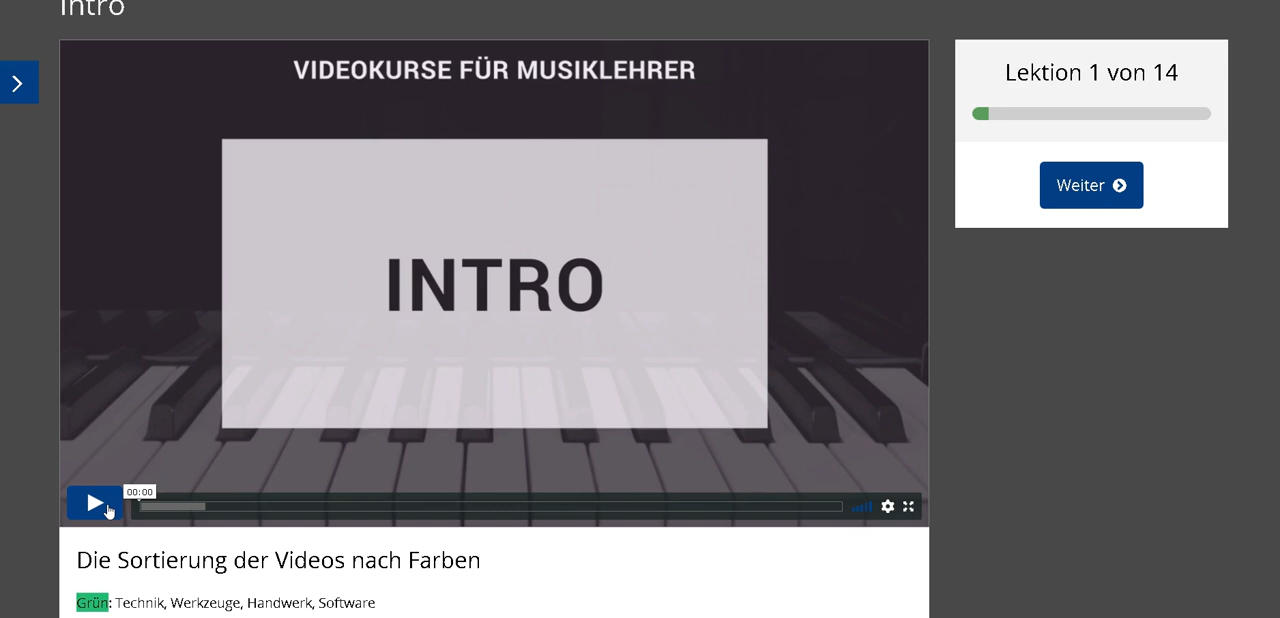 Intro
VIDEOKURSE FÜR MUSIKLEHRER
INTRO
00:00
Die Sortierung der Videos nach Farben
Grün: Technik, Werkzeuge, Handwerk, Software
Lektion 1 von 14
Weiter